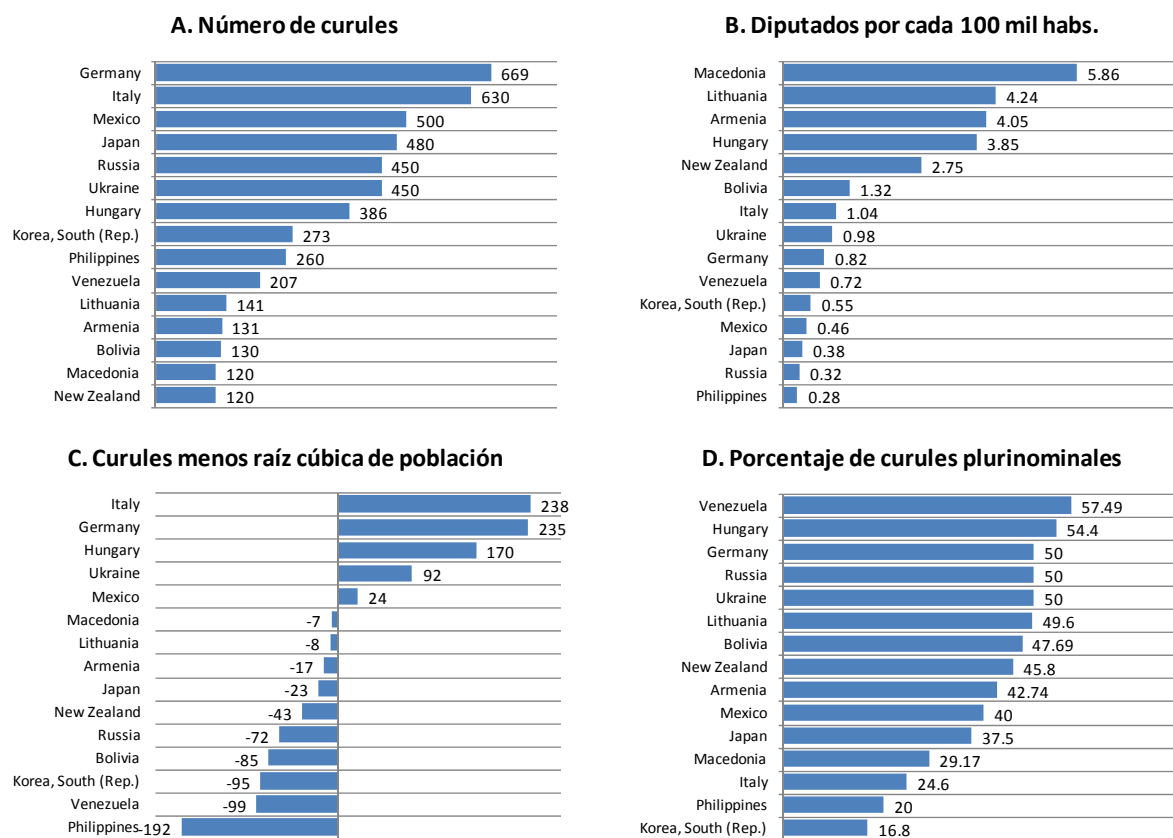 A. Número de curules
Germany 669
Italy 630
Mexico 500
Japan 480
Russia 450
Ukraine 450
Hungary 386
Korea, South (Rep.) 273
Philippines 260
Venezuela 207
Lithuania 141
Armenia 131
Bolivia 130
Macedonia 120
New Zealand 120
B. Diputados por cada 100 mil habs.
Macedonia 5.86
Lithuania 4.24
Armenia 4.05
Hungary 3.85
New Zealand 2.75
Bolivia 1.32
Italy 1.04
Ukraine 0.98
Germany 0.82
Venezuela 0.72
Korea, South (Rep.) 0.55
Mexico 0.46
Japan 0.38
Russia 0.32
Philippines 0.28
C. Curules menos raíz cúbica de población
Italy 238
Germany 235
Hungary 170
Ukraine 92
Mexico 24
Macedonia -7
Lithuania -8
Armenia -17
Japan -23
New Zealand -43
Russia -72
Bolivia -85
Korea, South (Rep.) -95
Venezuela -99
Philippines -192
D. Porcentaje de curules plurinominales
Venezuela 57.49
Hungary 54.4
Germany 50
Russia 50
Ukraine 50
Lithuania 49.6
Bolivia 47.69
New Zealand 45.8
Armenia 42.74
Mexico 40
Japan 37.5
Macedonia 29.17
Italy 24.6
Philippines 20
Korea, South (Rep.) 16.8